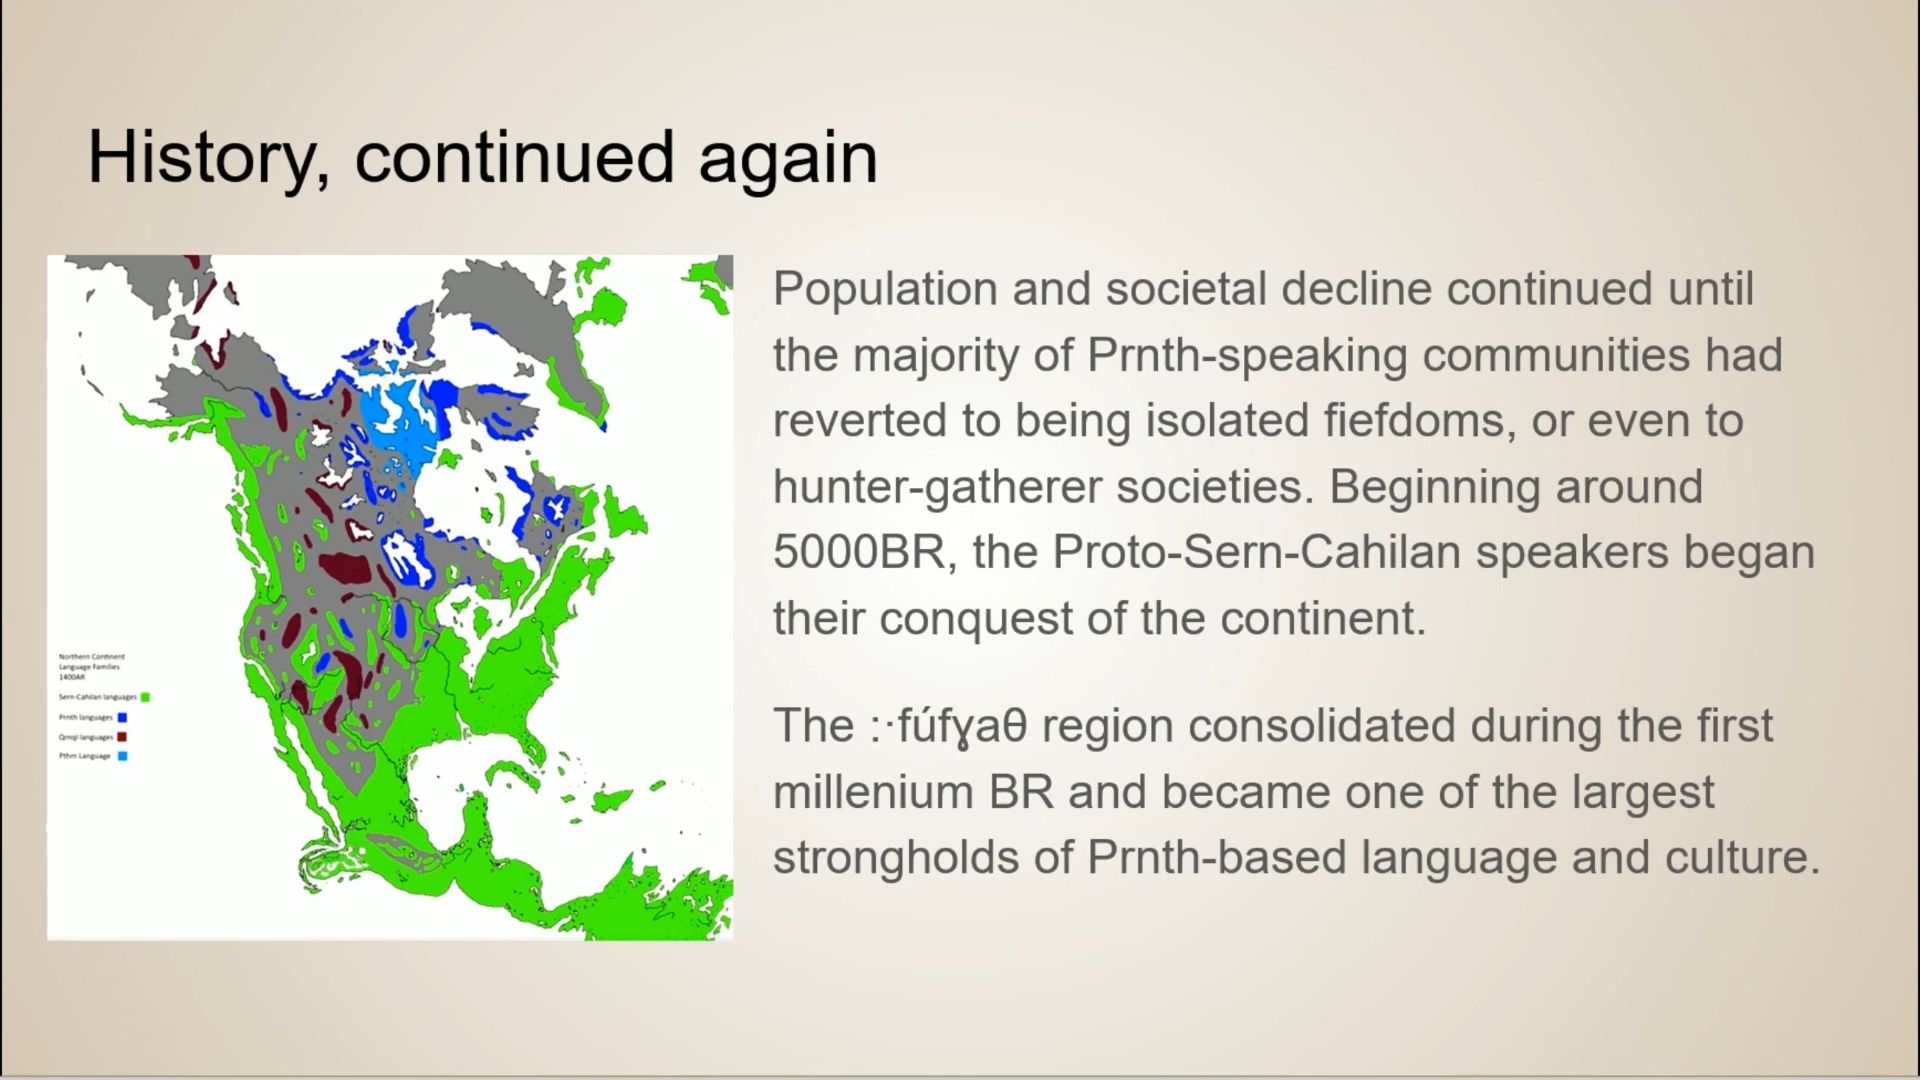 History, continued again
Population and societal decline continued until
the majority of Prnth-speaking communities had
reverted to being isolated fiefdoms, or even to
hunter-gatherer societies. Beginning around
5000BR, the Proto-Sern-Cahilan speakers began
their conquest of the continent.
The :·fúfɣaθ region consolidated during the first
millenium BR and became one of the largest
strongholds of Prnth-based language and culture.
Northern Continent
Language Families
1400AR
Sern-Cahilan languages
Prnth languages
Qrnql languages
Pthm Language